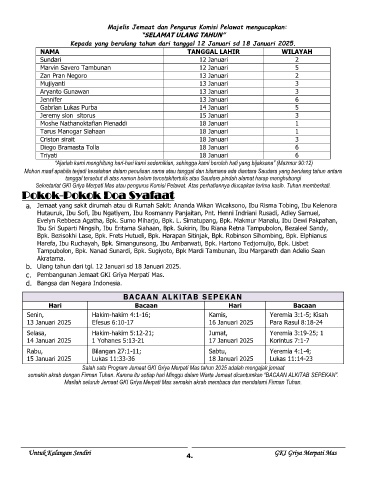 Majelis Jemaat dan Pengurus Komisi Pelawat mengucapkan:
"SELAMAT ULANG TAHUN"
Kepada yang berulang tahun dari tanggal 12 Januari sd 18 Januari 2025.
NAMA TANGGAL LAHIR WILAYAH
Sundari 12 Januari 2
Marvin Savero Tambunan 12 Januari 5
Zan Pran Negoro 13 Januari 2
Mujiyanti 13 Januari 3
Aryanto Gunawan 13 Januari 2
Jennifer 13 Januari 6
Gabrian Lukas Purba 14 Januari 5
Jeremy sion sitorus 15 Januari 3
Moshe Nathanoktafian Pienaddi 18 Januari 1
Tarus Manogar Siahaan 18 Januari 1
Criston sirait 18 Januari 3
Diego Bramasta Tolla 18 Januari 6
Triyati 18 Januari 6
"Ajarlah kami menghitung hari-hari kami sedemikian, sehingga kami beroleh hati yang bijaksana" (Mazmur 90:12)
Mohon maaf apabila terjadi kesalahan dalam penulisan nama atau tanggal dan bilamana ada diantara Saudara yang berulang tahun antara
tanggal tersebut di atas namun belum tercatat/tertulis atau Saudara pindah alamat harap menghubungi
Sekretariat GKI Griya Merpati Mas atau pengurus Komisi Pelawat. Atas perhatiannya diucapkan terima kasih. Tuhan memberkati.
Pokok-Pokok Doa Syafaat
a. Jemaat yang sakit dirumah atau di Rumah Sakit: Ananda Wikan Wicaksono, Ibu Risma Tobing, Ibu Kelenora
Hutauruk, Ibu Sofi, Ibu Ngatiyem, Ibu Rosmanny Panjaitan, Pnt. Henni Indriani Rusadi, Adley Samuel,
Evelyn Rebbeca Agatha, Bpk. Sumo Miharjo, Bpk. L. Simatupang, Bpk. Makmur Manalu, Ibu Dewi Pakpahan,
Ibu Sri Suparti Ningsih, Ibu Entama Siahaan, Bpk. Sukirin, Ibu Riana Retna Tampubolon, Bezaleel Sandy,
Bpk. Bezisokhi Lase, Bpk. Frets Hutuely, Bpk. Harapan Sitinjak, Bpk. Robinson Sihombing, Bpk. Elphianus
Harefa, Ibu Ruchayah, Bpk. Simangunsong, Ibu Ambarwati, Bpk. Hartono Tedjomuljo, Bpk. Lisbet
Tampubolon, Bpk. Nanad Sunardi, Bpk. Sugiyoto, Bpk Mardi Tambunan, Ibu Margareth dan Adelio Sean
Akratama.
b. Ulang tahun dari tgl. 12 Januari sd 18 Januari 2025.
c. Pembangunan Jemaat GKI Griya Merpati Mas.
d. Bangsa dan Negara Indonesia.
BACAAN ALKITAB SEPEKAN
Hari Bacaan Hari Bacaan
Senin, Hakim-hakim 4:1-16; Kamis, Yeremia 3:1-5; Kisah
13 Januari 2025 Efesus 6:10-17 16 Januari 2025 Para Rasul 8:18-24
Selasa, Hakim-hakim 5:12-21; Jumat, Yeremia 3:19-25; 1
14 Januari 2025 1 Yohanes 5:13-21 17 Januari 2025 Korintus 7:1-7
Rabu, Bilangan 27:1-11; Sabtu, Yeremia 4:1-4;
15 Januari 2025 Lukas 11:33-36 18 Januari 2025 Lukas 11:14-23
Salah satu Program Jemaat GKI Griya Merpati Mas tahun 2025 adalah mengajak jemaat
semakin akrab dengan Firman Tuhan. Karena itu setiap hari Minggu dalam Warta Jemaat dicantumkan "BACAAN ALKITAB SEPEKAN".
Marilah seluruh Jemaat GKI Griya Merpati Mas semakin akrab membaca dan mendalami Firman Tuhan.
Untuk Kalangan Sendiri 4. GKI Griya Merpati Mas